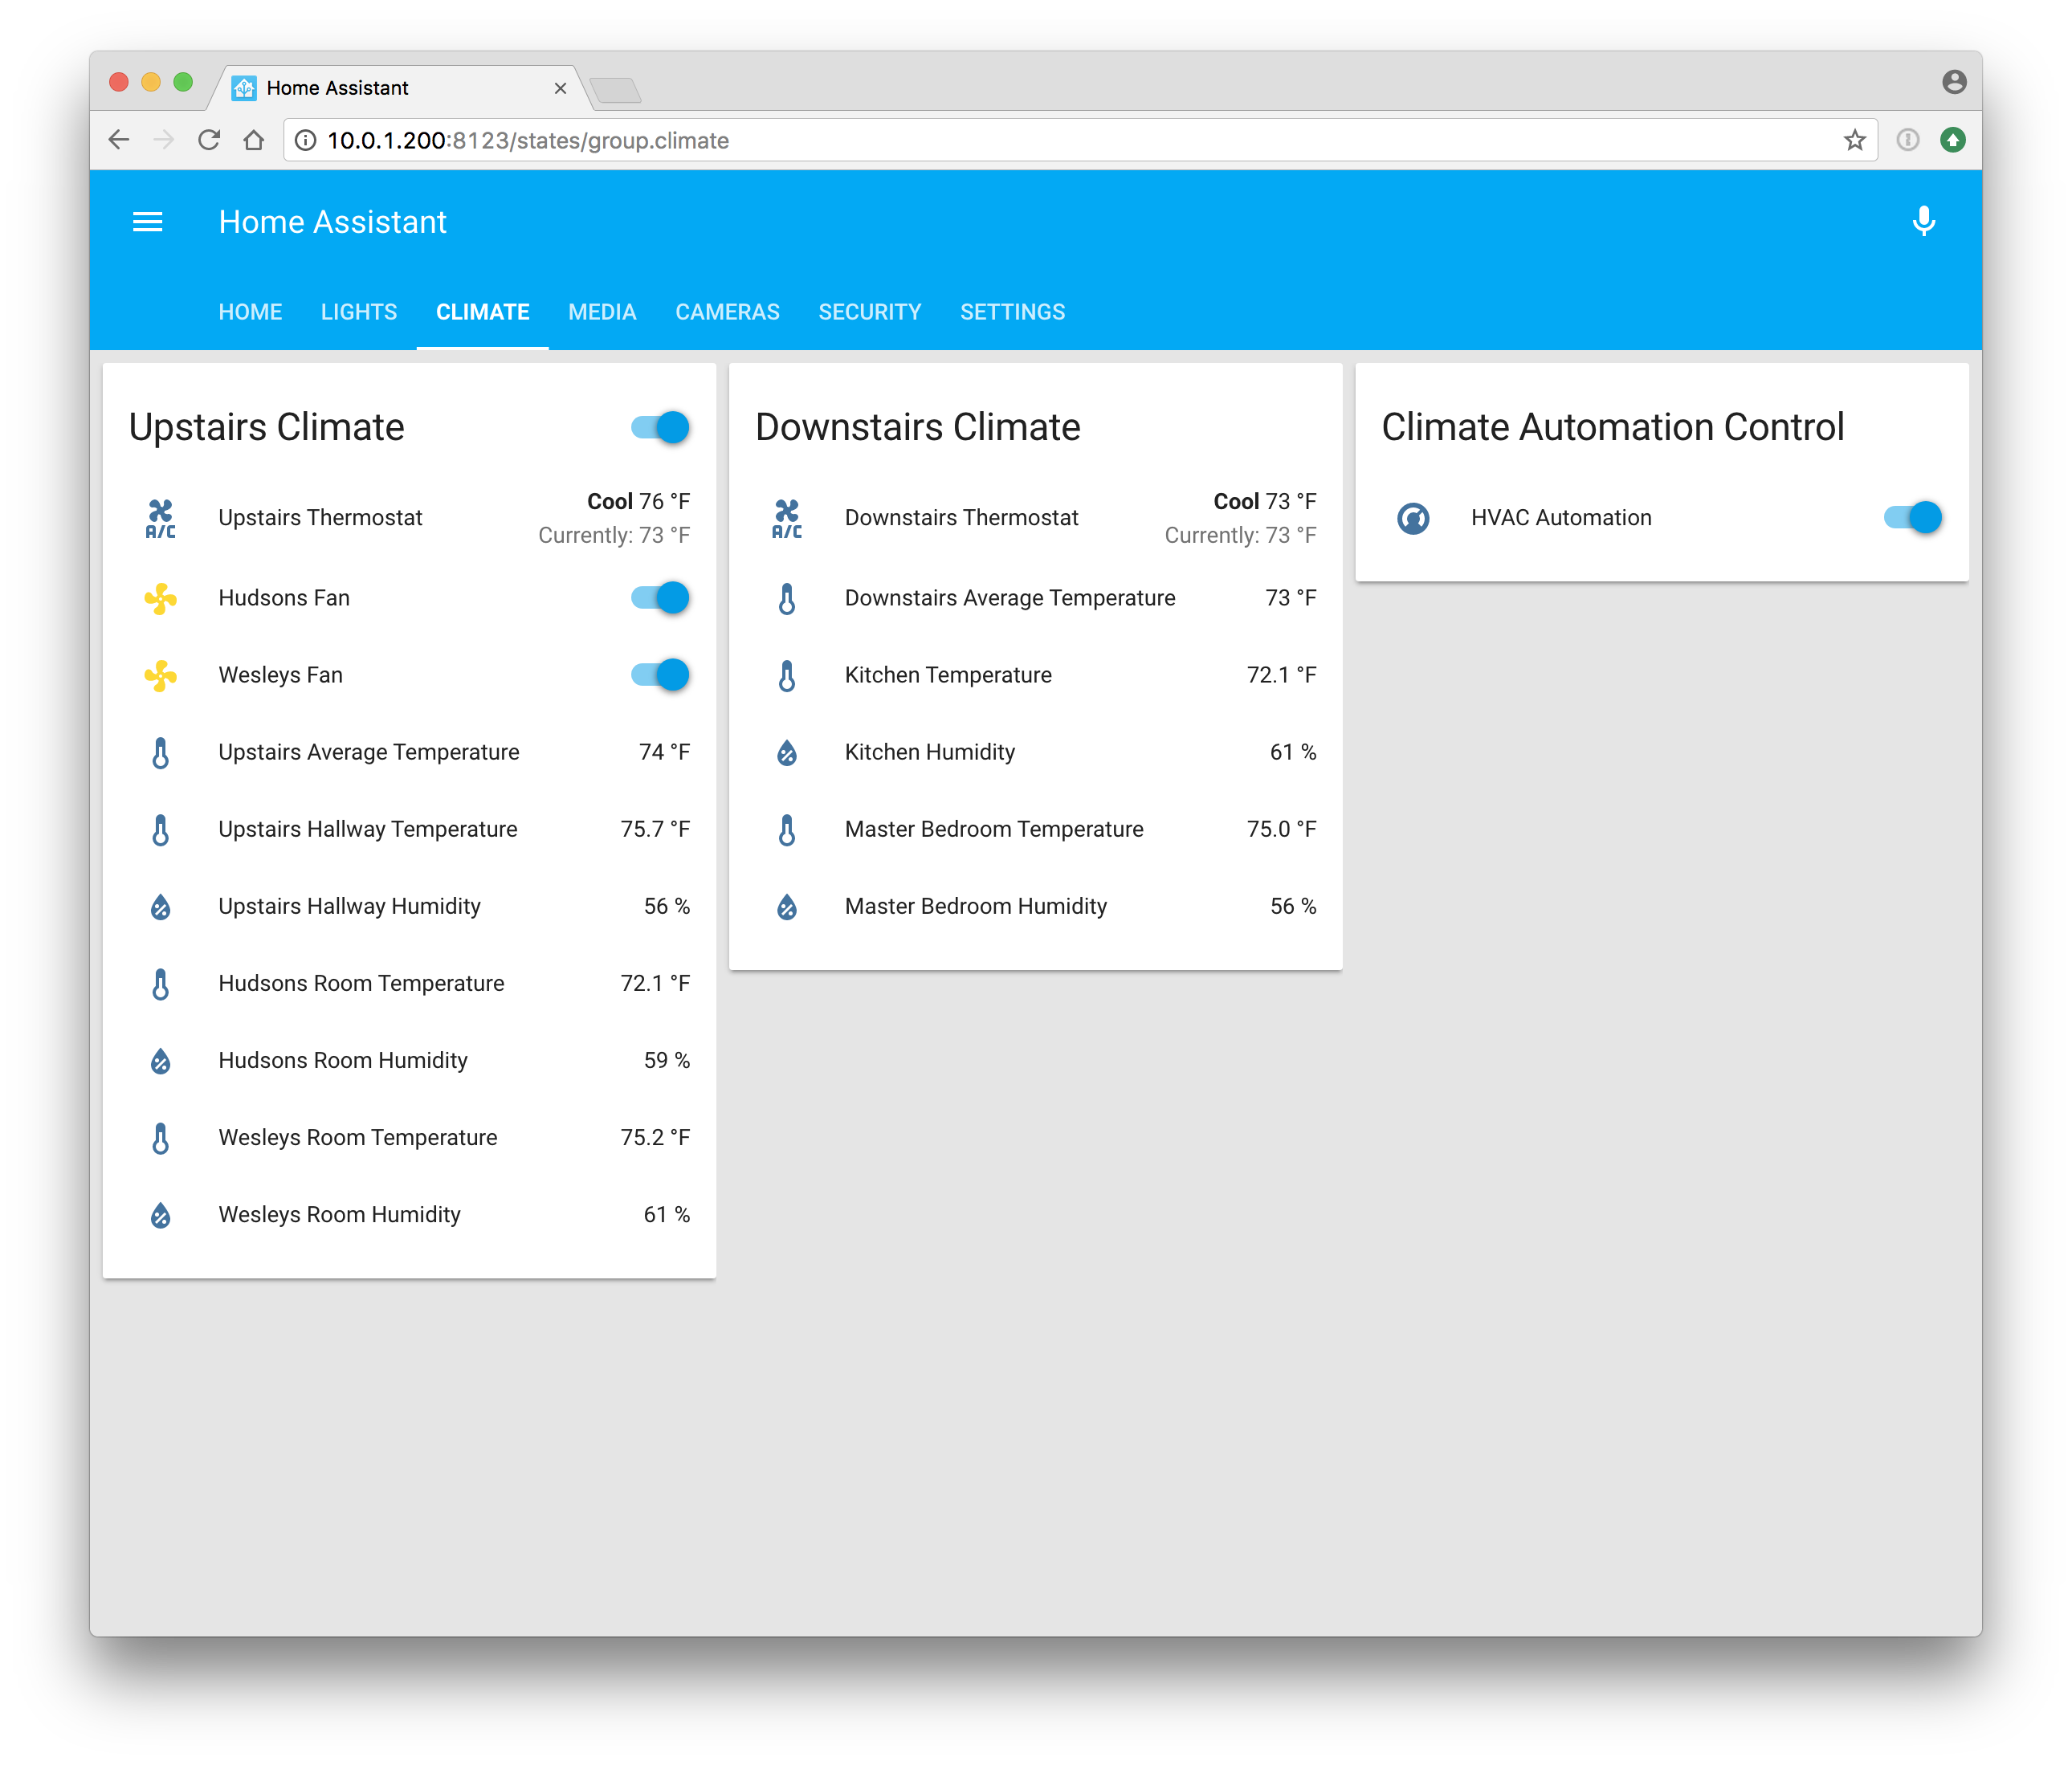 Home Assistant
10.0.1.200:8123/states/group.climate
Home Assistant
HOME LIGHTS CLIMATE MEDIA CAMERAS SECURITY SETTINGS
Upstairs Climate
A/C Upstairs Thermostat Cool 76 °F
Currently: 73 °F
Hudsons Fan
Wesleys Fan
Upstairs Average Temperature 74 °F
Upstairs Hallway Temperature 75.7 °F
Upstairs Hallway Humidity 56 %
Hudsons Room Temperature 72.1 °F
Hudsons Room Humidity 59 %
Wesleys Room Temperature 75.2 °F
Wesleys Room Humidity 61 %
Downstairs Climate
A/C Downstairs Thermostat Cool 73 °F
Currently: 73 °F
Downstairs Average Temperature 73 °F
Kitchen Temperature 72.1 °F
Kitchen Humidity 61 %
Master Bedroom Temperature 75.0 °F
Master Bedroom Humidity 56 %
Climate Automation Control
HVAC Automation